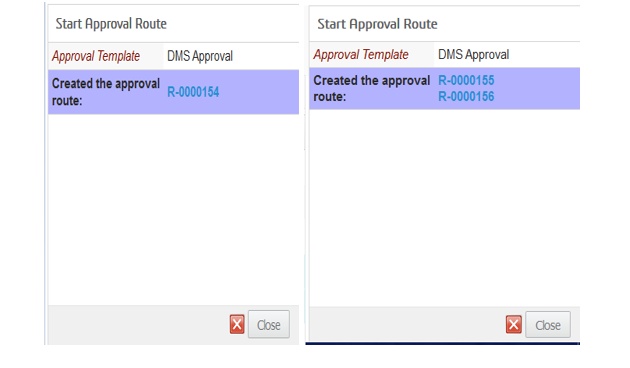 Start Approval Route
Approval Template DMS Approval
Created the approval
route:
R-0000154
Close
Start Approval Route
Approval Template DMS Approval
Created the approval R-0000155
route: R-0000156
Close